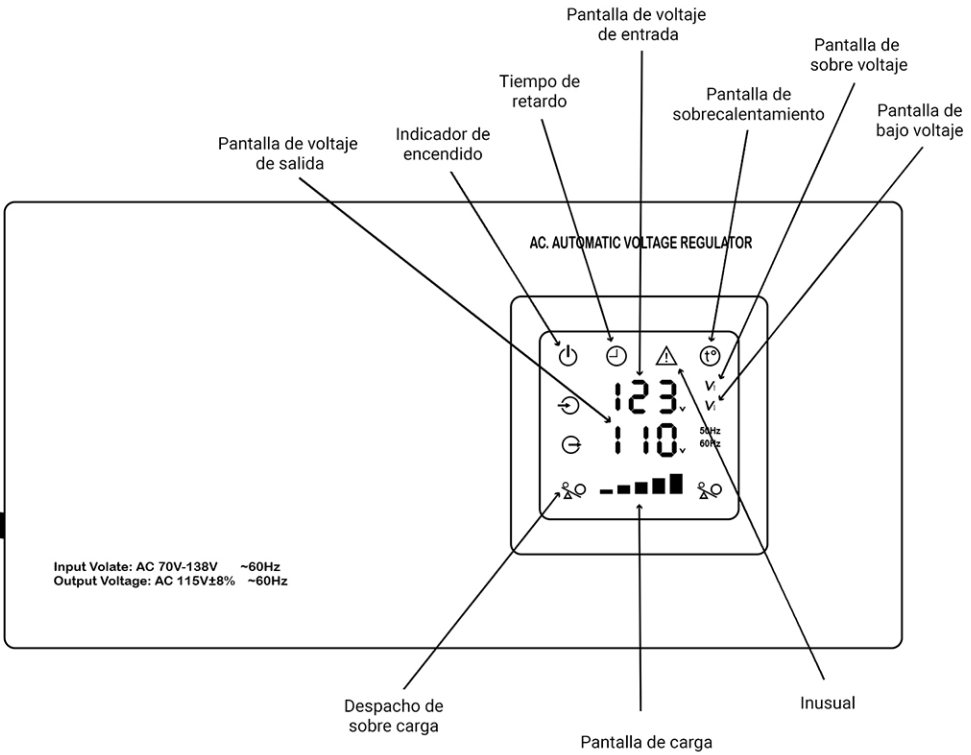 Pantalla de voltaje
de entrada
Pantalla de
sobre voltaje
Tiempo de
retardo
Pantalla de
sobrecalentamiento
Pantalla de
bajo voltaje
Indicador de
encendido
Pantalla de voltaje
de salida
AC. AUTOMATIC VOLTAGE REGULATOR
t°
123 v
V
V
110 v
50Hz
60Hz
Input Volate: AC 70V-138V ~60Hz
Output Voltage: AC 115V±8% ~60Hz
Despacho de
sobre carga
Inusual
Pantalla de carga